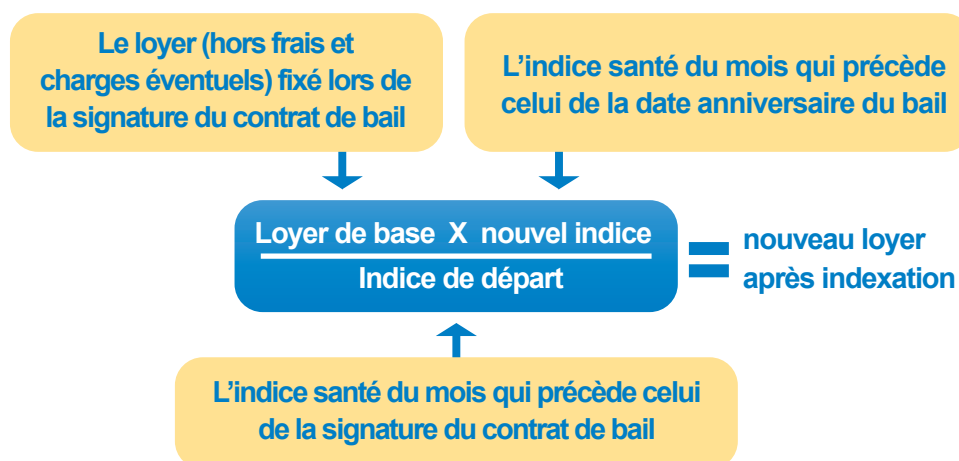 Le loyer (hors frais et
charges éventuels) fixé lors de
la signature du contrat de bail
L’indice santé du mois qui précède
celui de la date anniversaire du bail
Loyer de base X nouvel indice
Indice de départ
=
nouveau loyer
après indexation
L’indice santé du mois qui précède celui
de la signature du contrat de bail